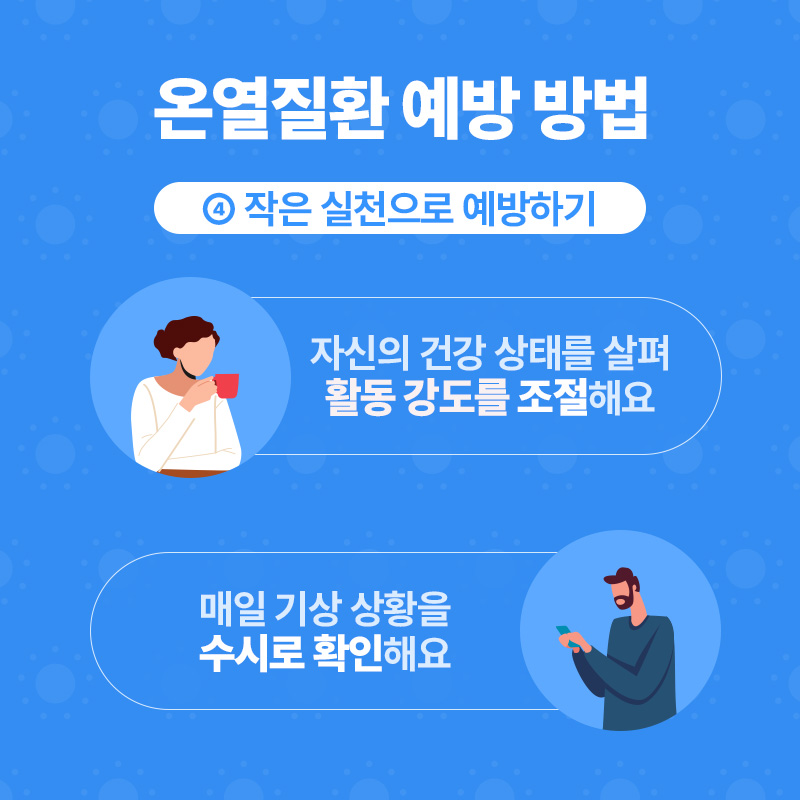 온열질환 예방 방법
④ 작은 실천으로 예방하기
자신의 건강 상태를 살펴
활동 강도를 조절해요
매일 기상 상황을
수시로 확인해요